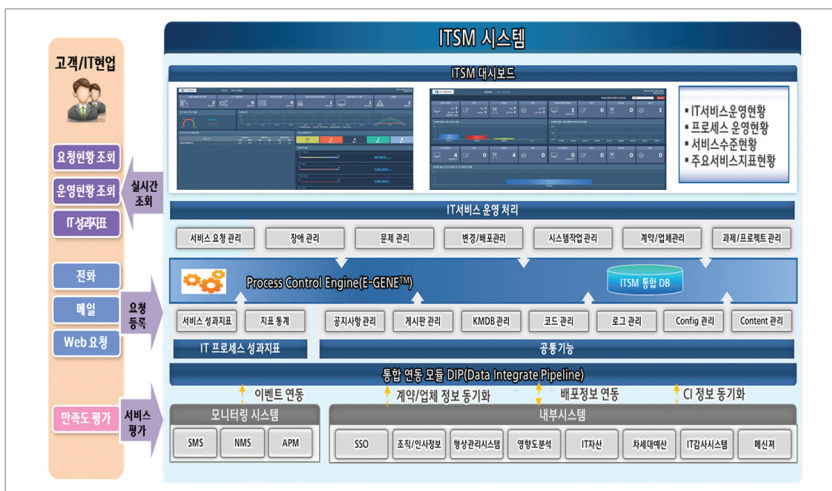 ITSM 시스템
고객/IT현업
ITSM 대시보드
IT서비스운영현황
프로세스 운영현황
서비스수준현황
주요서비스지표현황
요청현황 조회
운영현황 조회
IT성과지표
실시간
조회
IT서비스 운영 처리
서비스 요청 관리
장애 관리
문제 관리
변경/배포관리
시스템작업 관리
계약/업체관리
과제/프로젝트 관리
Process Control Engine(E-GENE™)
ITSM 통합 DB
전화
메일
Web 요청
요청
등록
서비스 성과지표
지표 통계
공지사항 관리
게시판 관리
KMDB 관리
코드 관리
로그 관리
Config 관리
Content 관리
IT 프로세스 성과지표
공통기능
통합 연동 모듈 DIP(Data Integrate Pipeline)
이벤트 연동
계약/업체 정보 동기화
배포정보 연동
CI 정보 동기화
만족도 평가
서비스
평가
모니터링 시스템
내부시스템
SMS
NMS
APM
SSO
조직/인사정보
형상관리시스템
영향도분석
IT자산
차세대예산
IT감사시스템
메신져